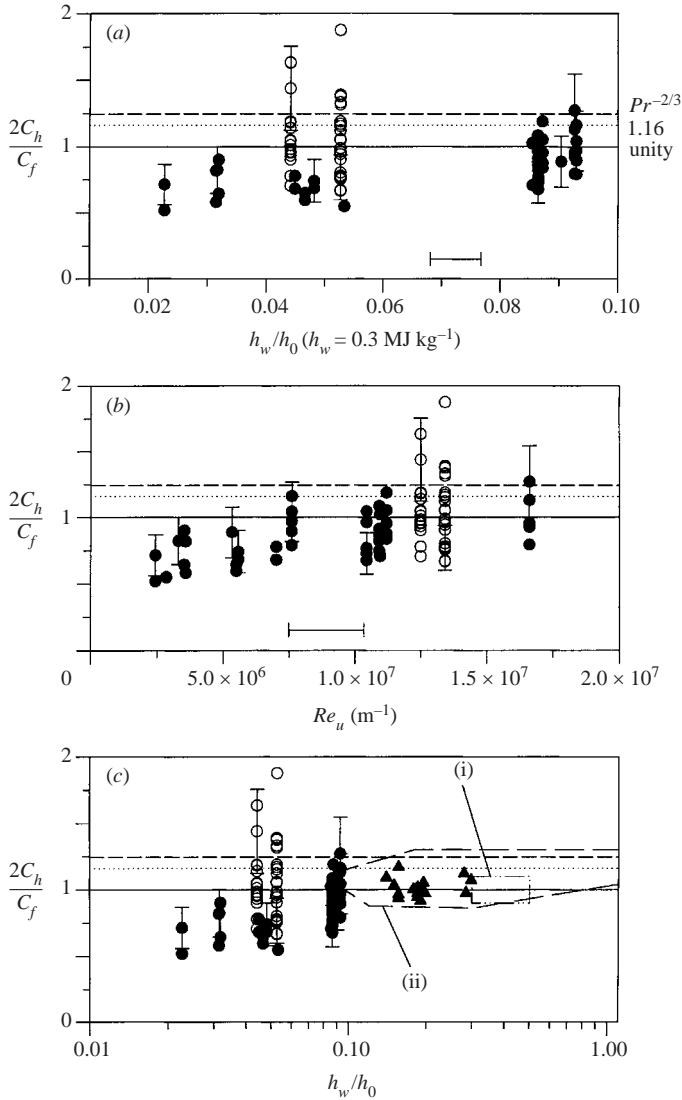 2
(a)
2C_h
C_f
1
0
Pr^{–2/3}
1.16
unity
0.02 0.04 0.06 0.08 0.10
h_w/h_0 (h_w = 0.3 MJ kg^{–1})
2
(b)
2C_h
C_f
1
0 5.0 × 10^6 1.0 × 10^7 1.5 × 10^7 2.0 × 10^7
Re_u (m^{–1})
2
(c)
(i)
2C_h
C_f
1
(ii)
0
0.01 0.10 1.00
h_w/h_0